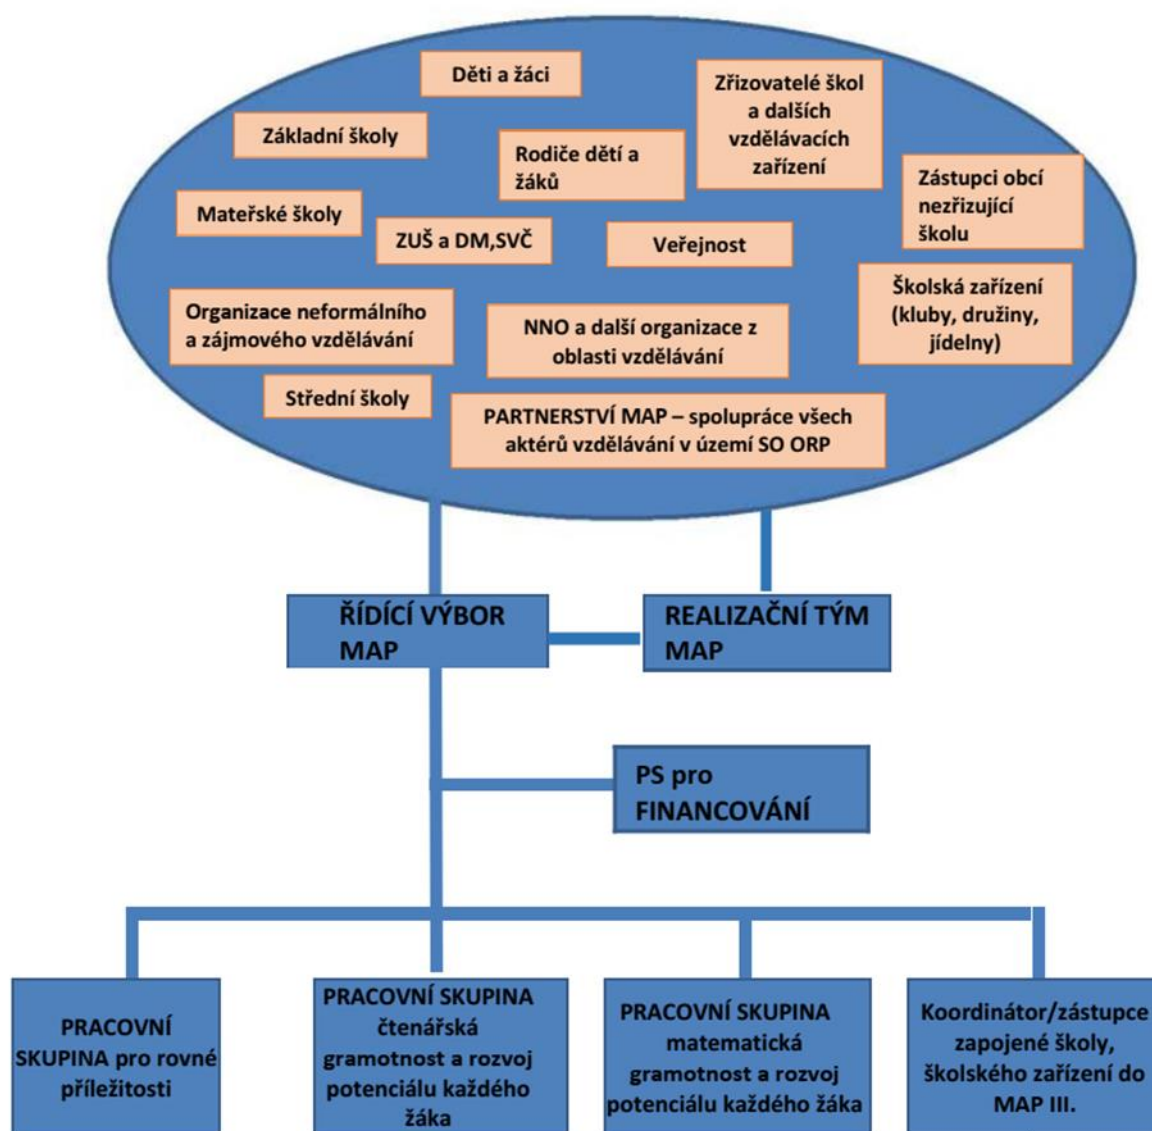 Děti a žáci
Zřizovatelé škol
a dalších
vzdělávacích
zařízení
Základní školy
Rodiče dětí a
žáků
Zástupci obcí
nezřizující
školu
Mateřské školy
ZUŠ a DM,SVČ
Veřejnost
Školská zařízení
(kluby, družiny,
jídelny)
Organizace neformálního
a zájmového vzdělávání
NNO a další organizace z
oblasti vzdělávání
Střední školy
PARTNERSTVÍ MAP – spolupráce všech
aktérů vzdělávání v území SO ORP
ŘÍDÍCÍ VÝBOR
MAP
REALIZAČNÍ TÝM
MAP
PS pro
FINANCOVÁNÍ
PRACOVNÍ
SKUPINA pro rovné
příležitosti
PRACOVNÍ SKUPINA
čtenářská
gramotnost a rozvoj
potenciálu každého
žáka
PRACOVNÍ SKUPINA
matematická
gramotnost a rozvoj
potenciálu každého žáka
Koordinátor/zástupce
zapojené školy,
školského zařízení do
MAP III.